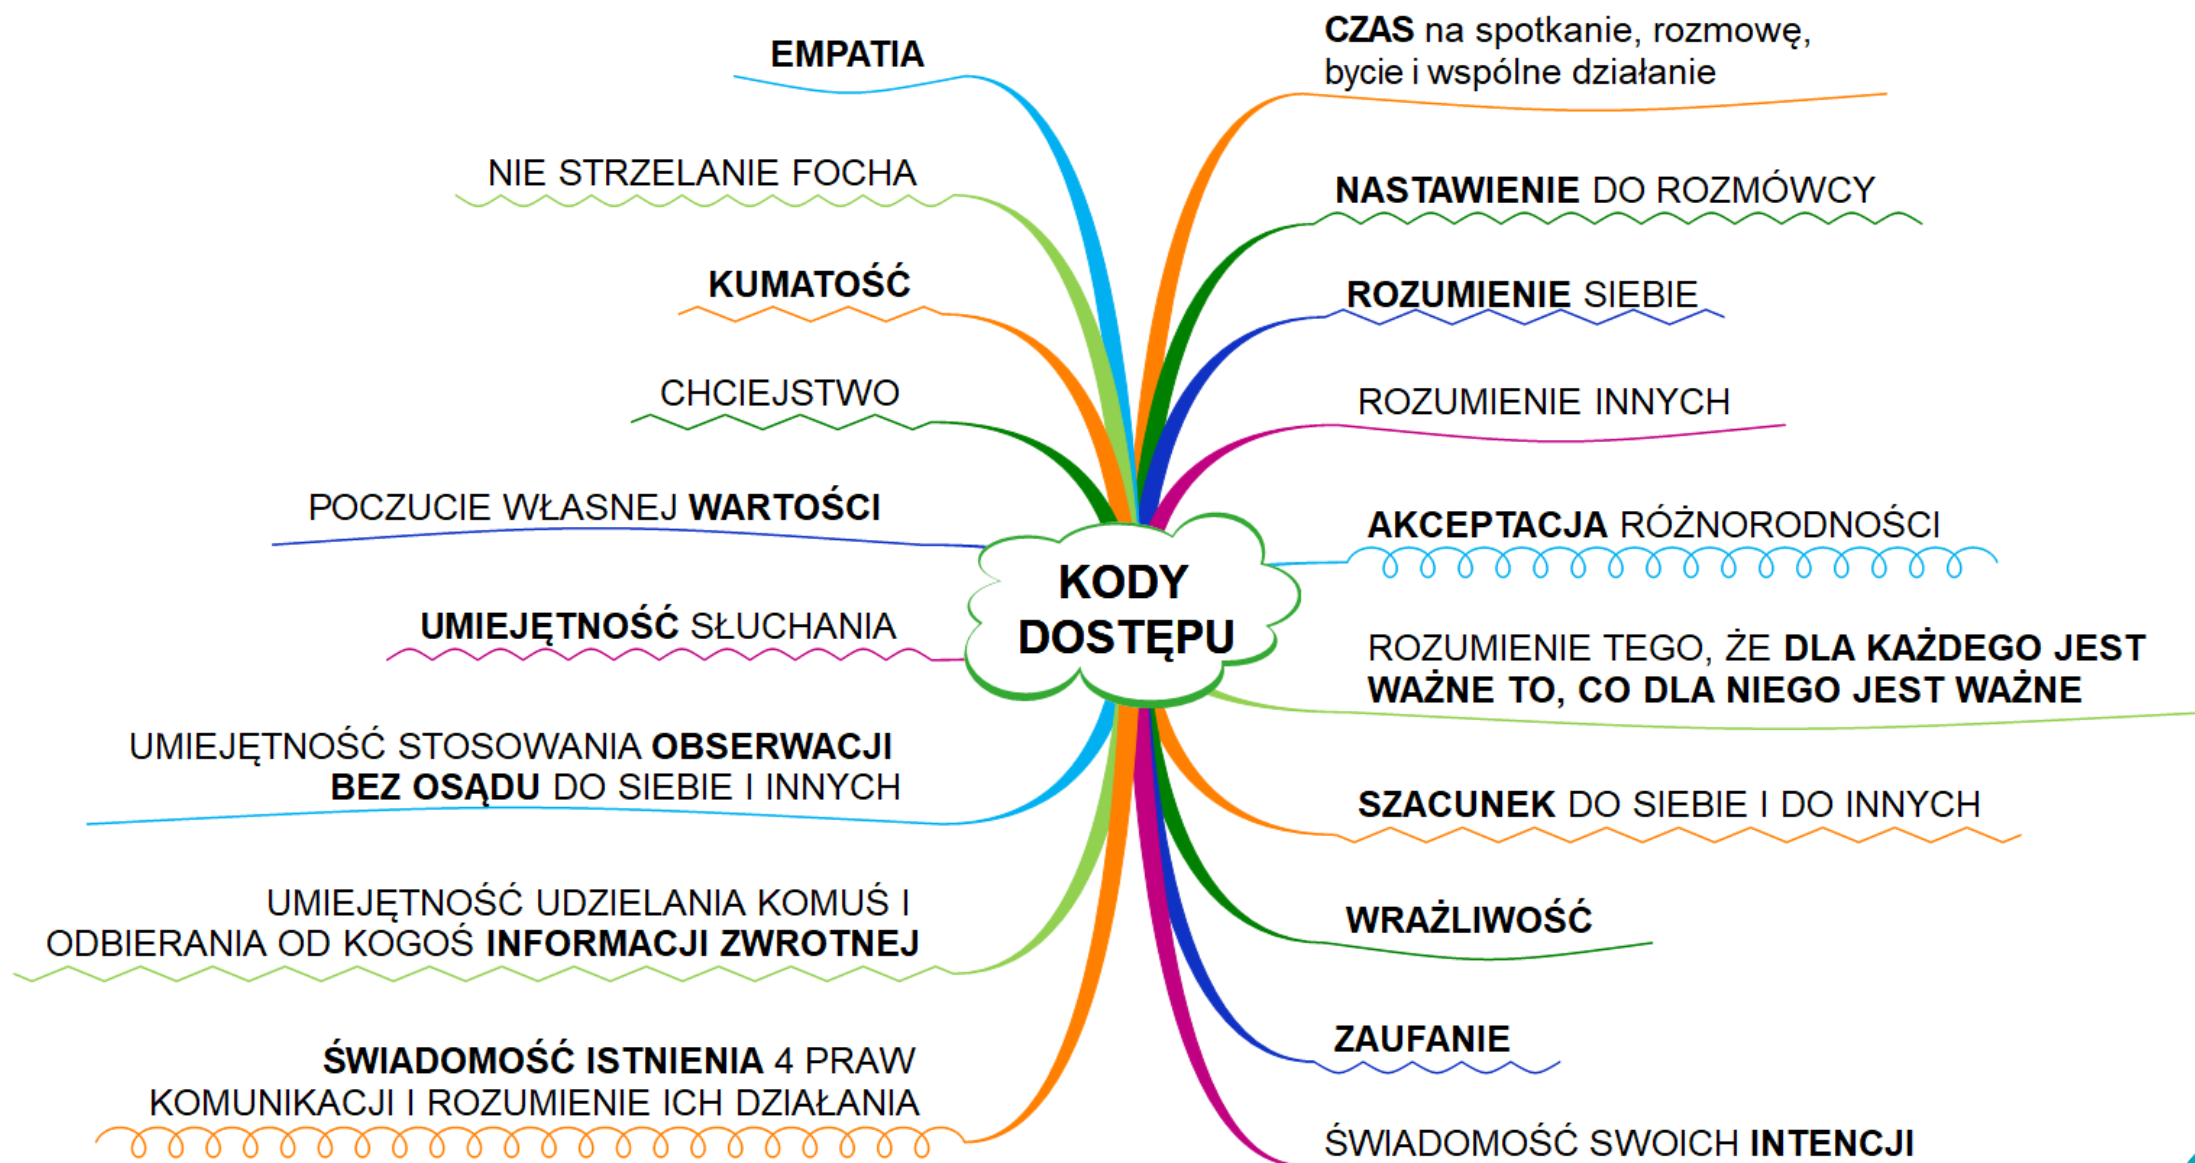 KODY
DOSTĘPU
CZAS na spotkanie, rozmowę,
bycie i wspólne działanie
NASTAWIENIE DO ROZMÓWCY
ROZUMIENIE SIEBIE
ROZUMIENIE INNYCH
AKCEPTACJA RÓŻNORODNOŚCI
ROZUMIENIE TEGO, ŻE DLA KAŻDEGO JEST
WAŻNE TO, CO DLA NIEGO JEST WAŻNE
SZACUNEK DO SIEBIE I DO INNYCH
WRAŻLIWOŚĆ
ZAUFANIE
ŚWIADOMOŚĆ SWOICH INTENCJI
EMPATIA
NIE STRZELANIE FOCHA
KUMATOŚĆ
CHCIEJSTWO
POCZUCIE WŁASNEJ WARTOŚCI
UMIEJĘTNOŚĆ SŁUCHANIA
UMIEJĘTNOŚĆ STOSOWANIA OBSERWACJI
BEZ OSĄDU DO SIEBIE I INNYCH
UMIEJĘTNOŚĆ UDZIELANIA KOMUŚ I
ODBIERANIA OD KOGOŚ INFORMACJI ZWROTNEJ
ŚWIADOMOŚĆ ISTNIENIA 4 PRAW
KOMUNIKACJI I ROZUMIENIE ICH DZIAŁANIA